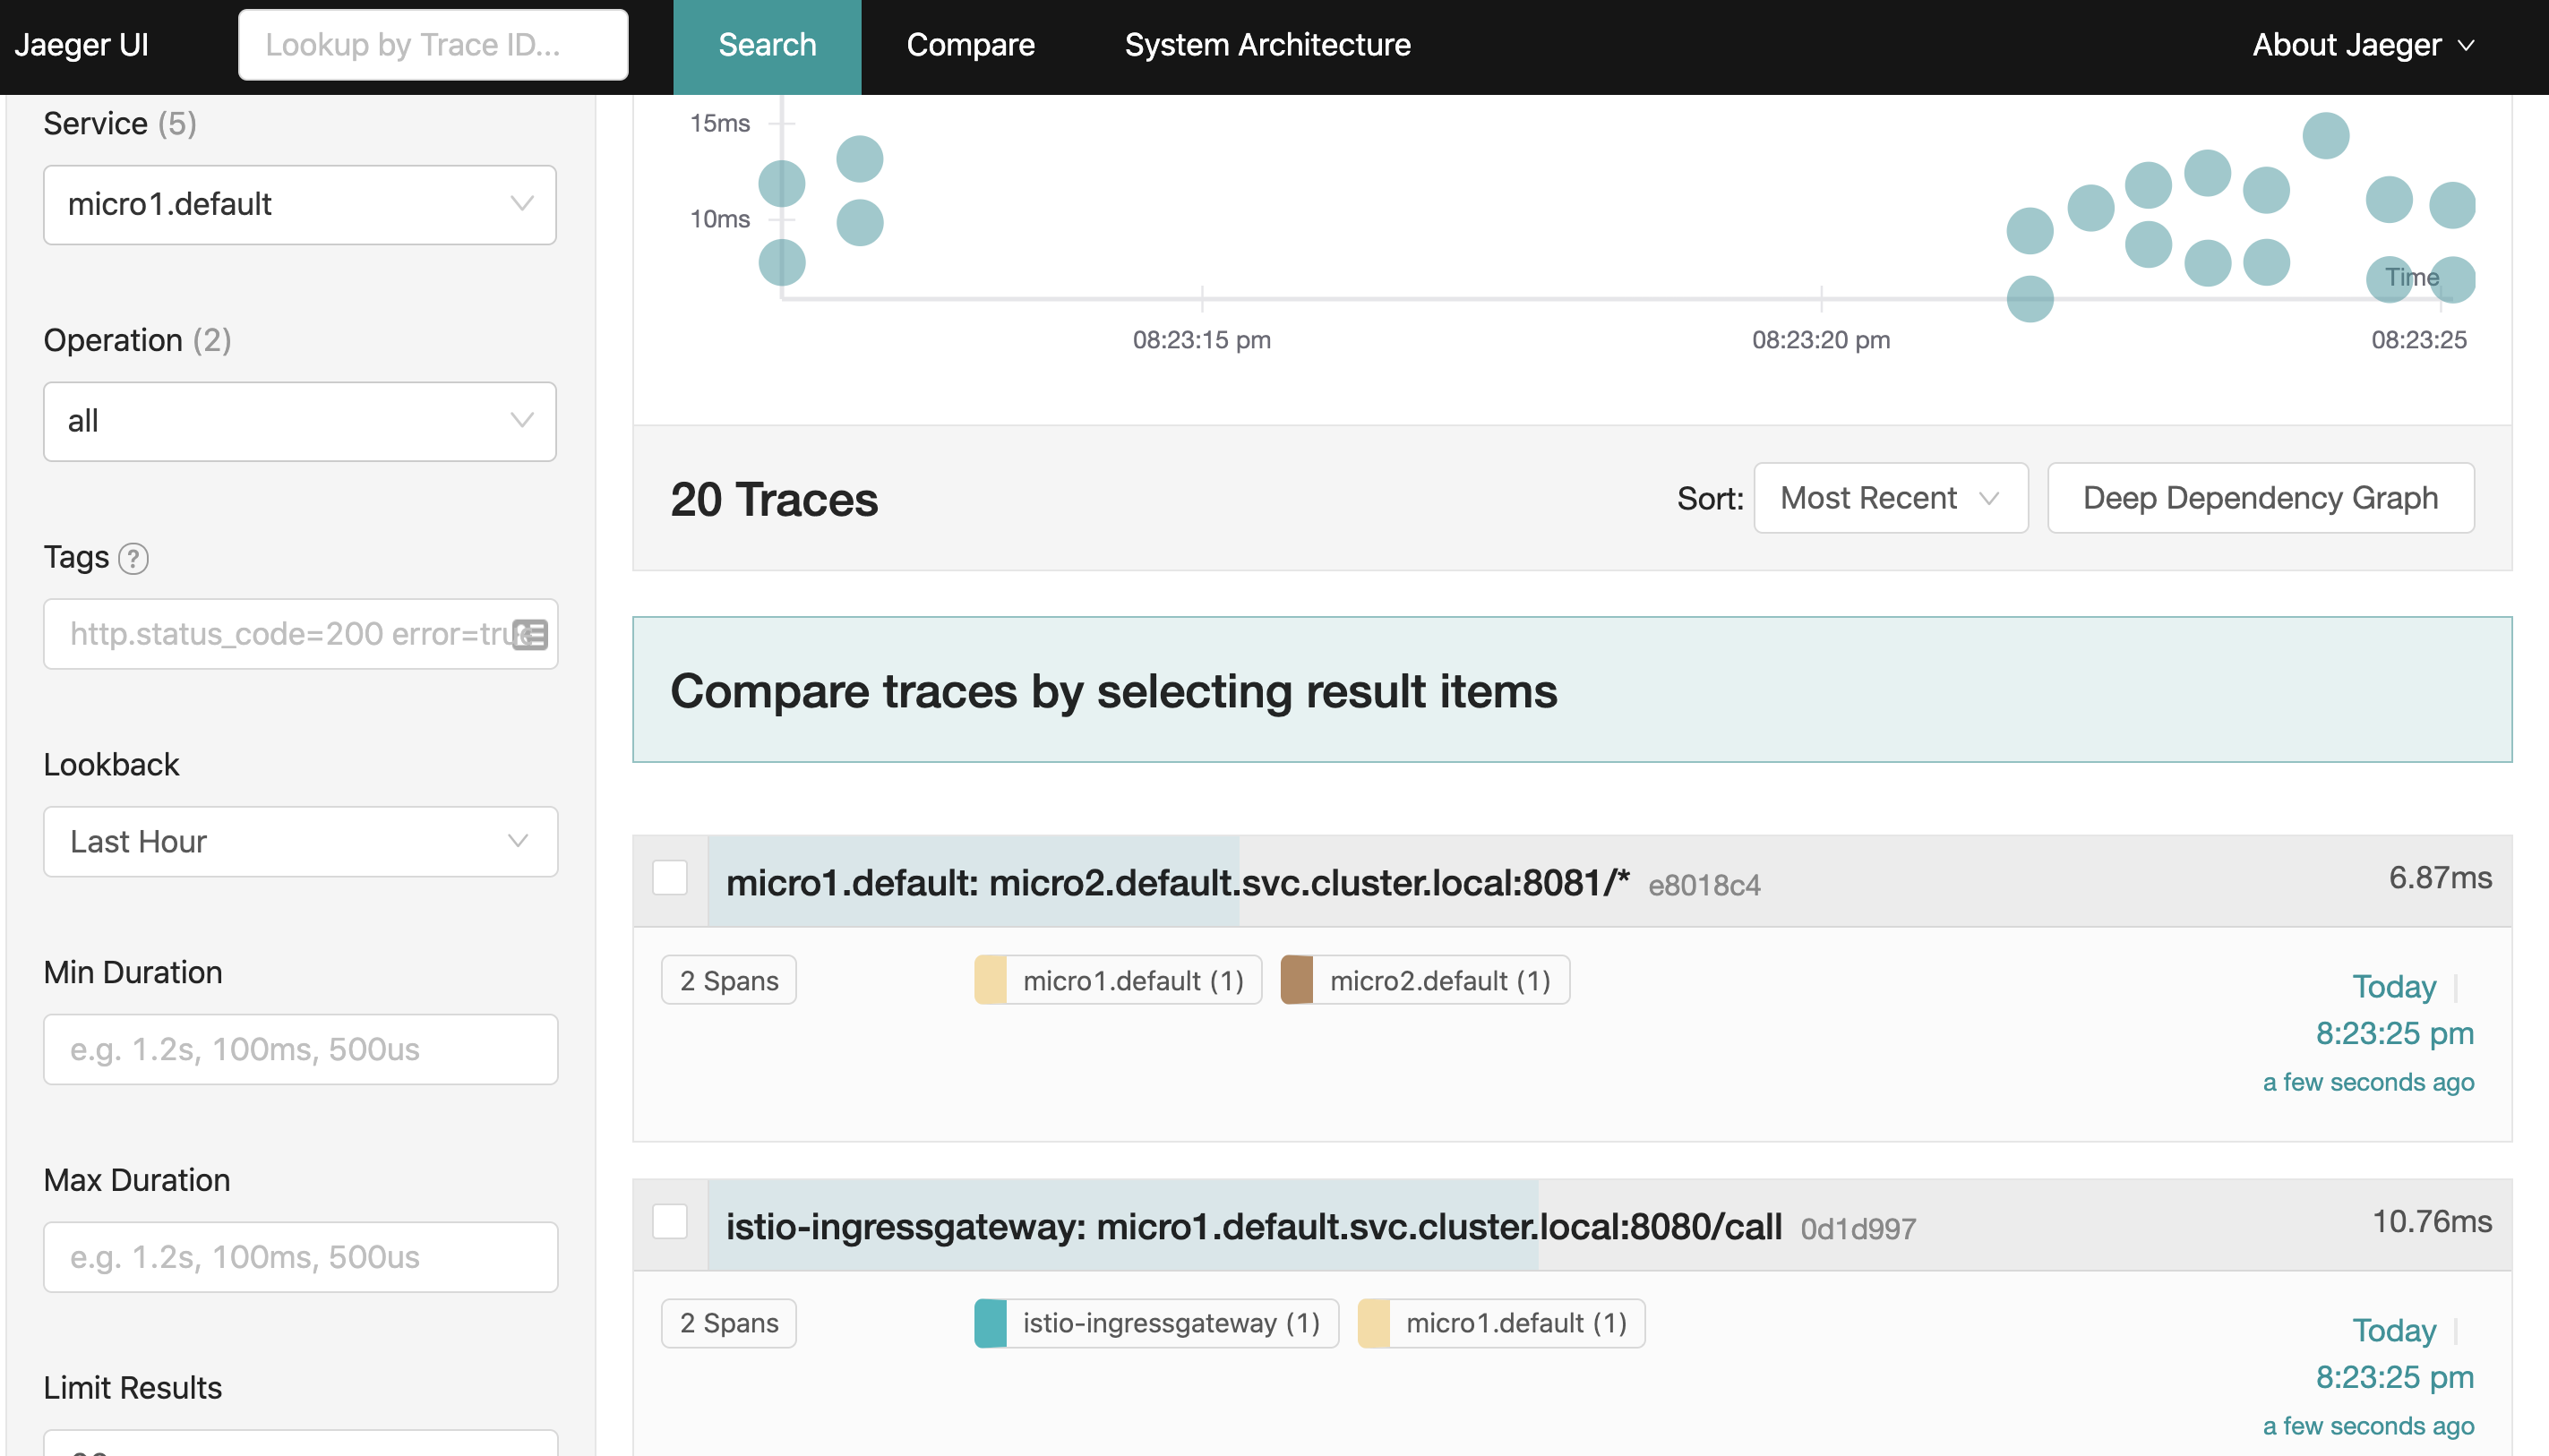 Jaeger UI
Lookup by Trace ID...
Search
Compare
System Architecture
About Jaeger
Service (5)
micro1.default
Operation (2)
all
Tags ?
http.status_code=200 error=true
Lookback
Last Hour
Min Duration
e.g. 1.2s, 100ms, 500us
Max Duration
e.g. 1.2s, 100ms, 500us
Limit Results
15ms
10ms
Time
08:23:15 pm
08:23:20 pm
08:23:25
20 Traces
Sort: Most Recent
Deep Dependency Graph
Compare traces by selecting result items
micro1.default: micro2.default.svc.cluster.local:8081/* e8018c4
6.87ms
2 Spans
micro1.default (1)
micro2.default (1)
Today
8:23:25 pm
a few seconds ago
istio-ingressgateway: micro1.default.svc.cluster.local:8080/call 0d1d997
10.76ms
2 Spans
istio-ingressgateway (1)
micro1.default (1)
Today
8:23:25 pm
a few seconds ago